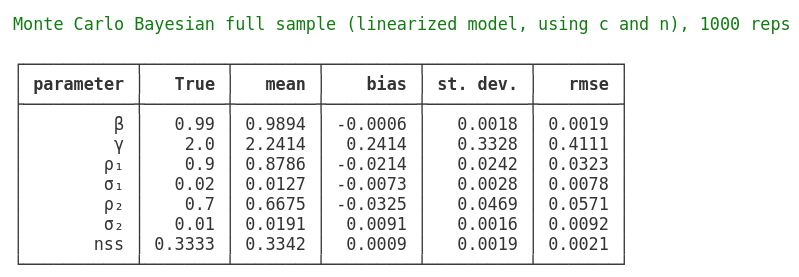 Monte Carlo Bayesian full sample (linearized model, using c and n), 1000 reps
parameter True mean bias st. dev. rmse
β 0.99 0.9894 -0.0006 0.0018 0.0019
γ 2.0 2.2414 0.2414 0.3328 0.4111
ρ₁ 0.9 0.8786 -0.0214 0.0242 0.0323
σ₁ 0.02 0.0127 -0.0073 0.0028 0.0078
ρ₂ 0.7 0.6675 -0.0325 0.0469 0.0571
σ₂ 0.01 0.0191 0.0091 0.0016 0.0092
nss 0.3333 0.3342 0.0009 0.0019 0.0021